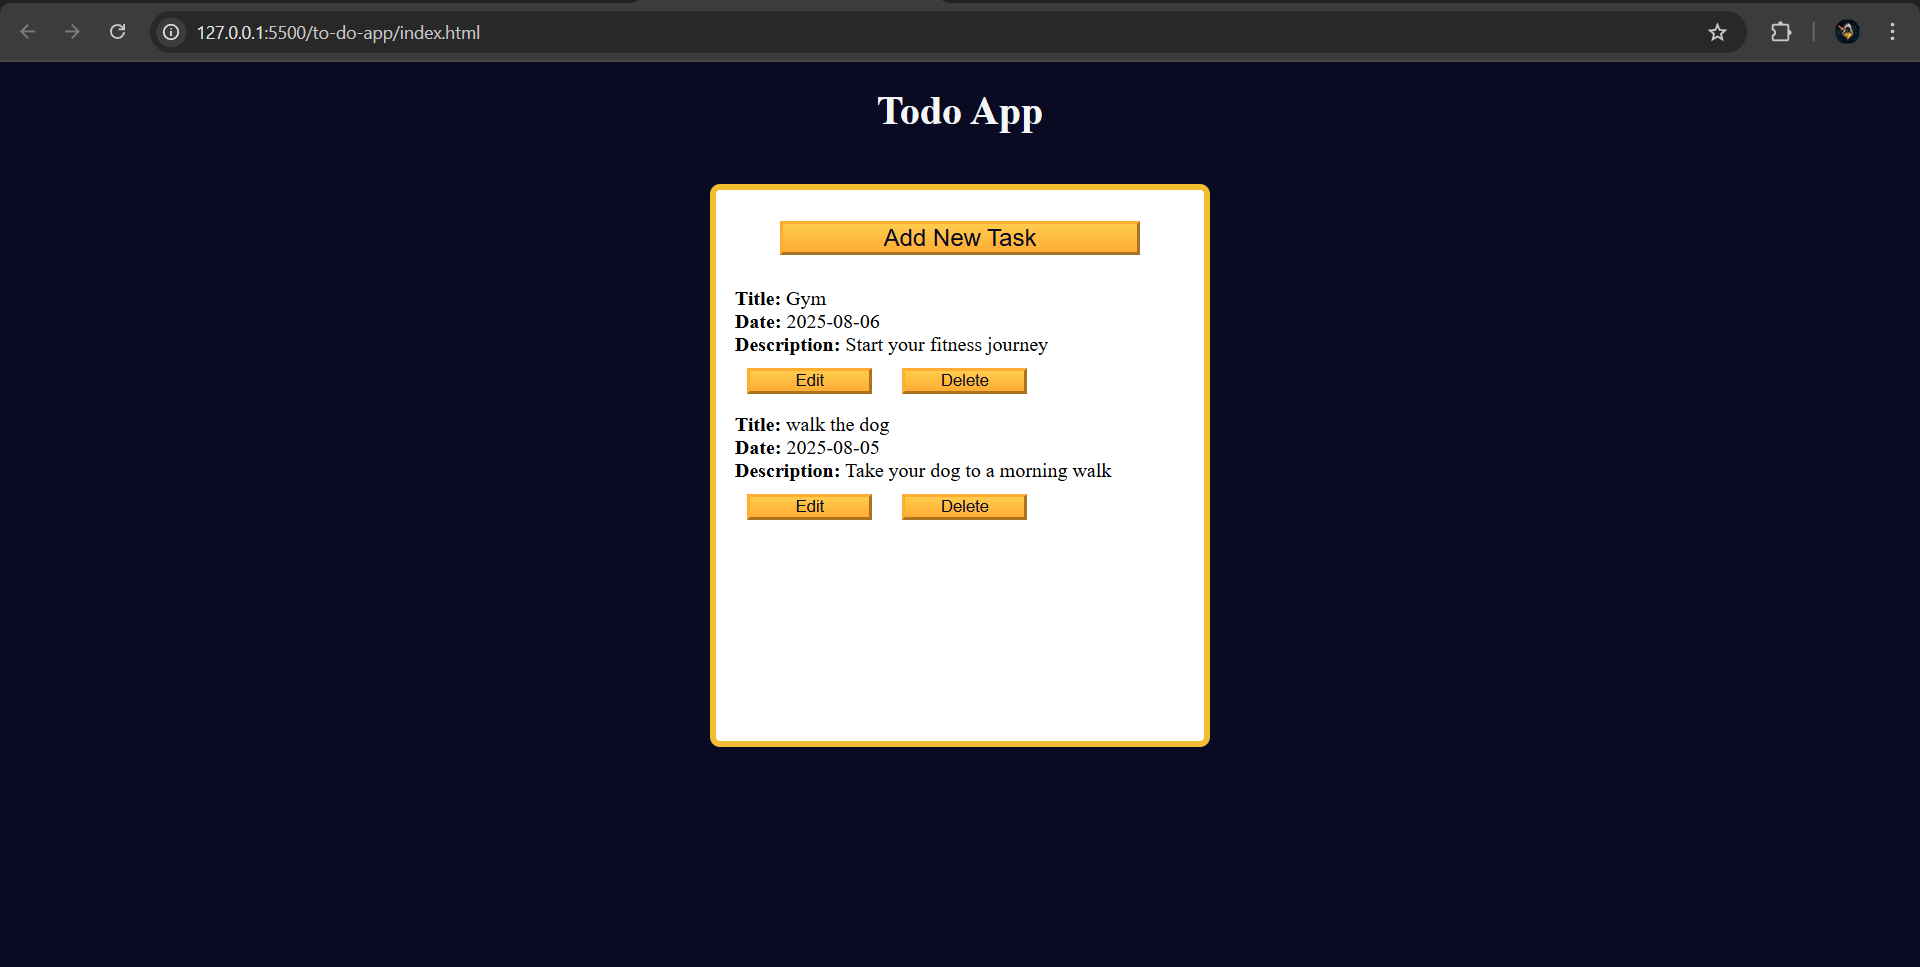 127.0.0.1:5500/to-do-app/index.html
Todo App
Add New Task
Title: Gym
Date: 2025-08-06
Description: Start your fitness journey
Edit Delete
Title: walk the dog
Date: 2025-08-05
Description: Take your dog to a morning walk
Edit Delete